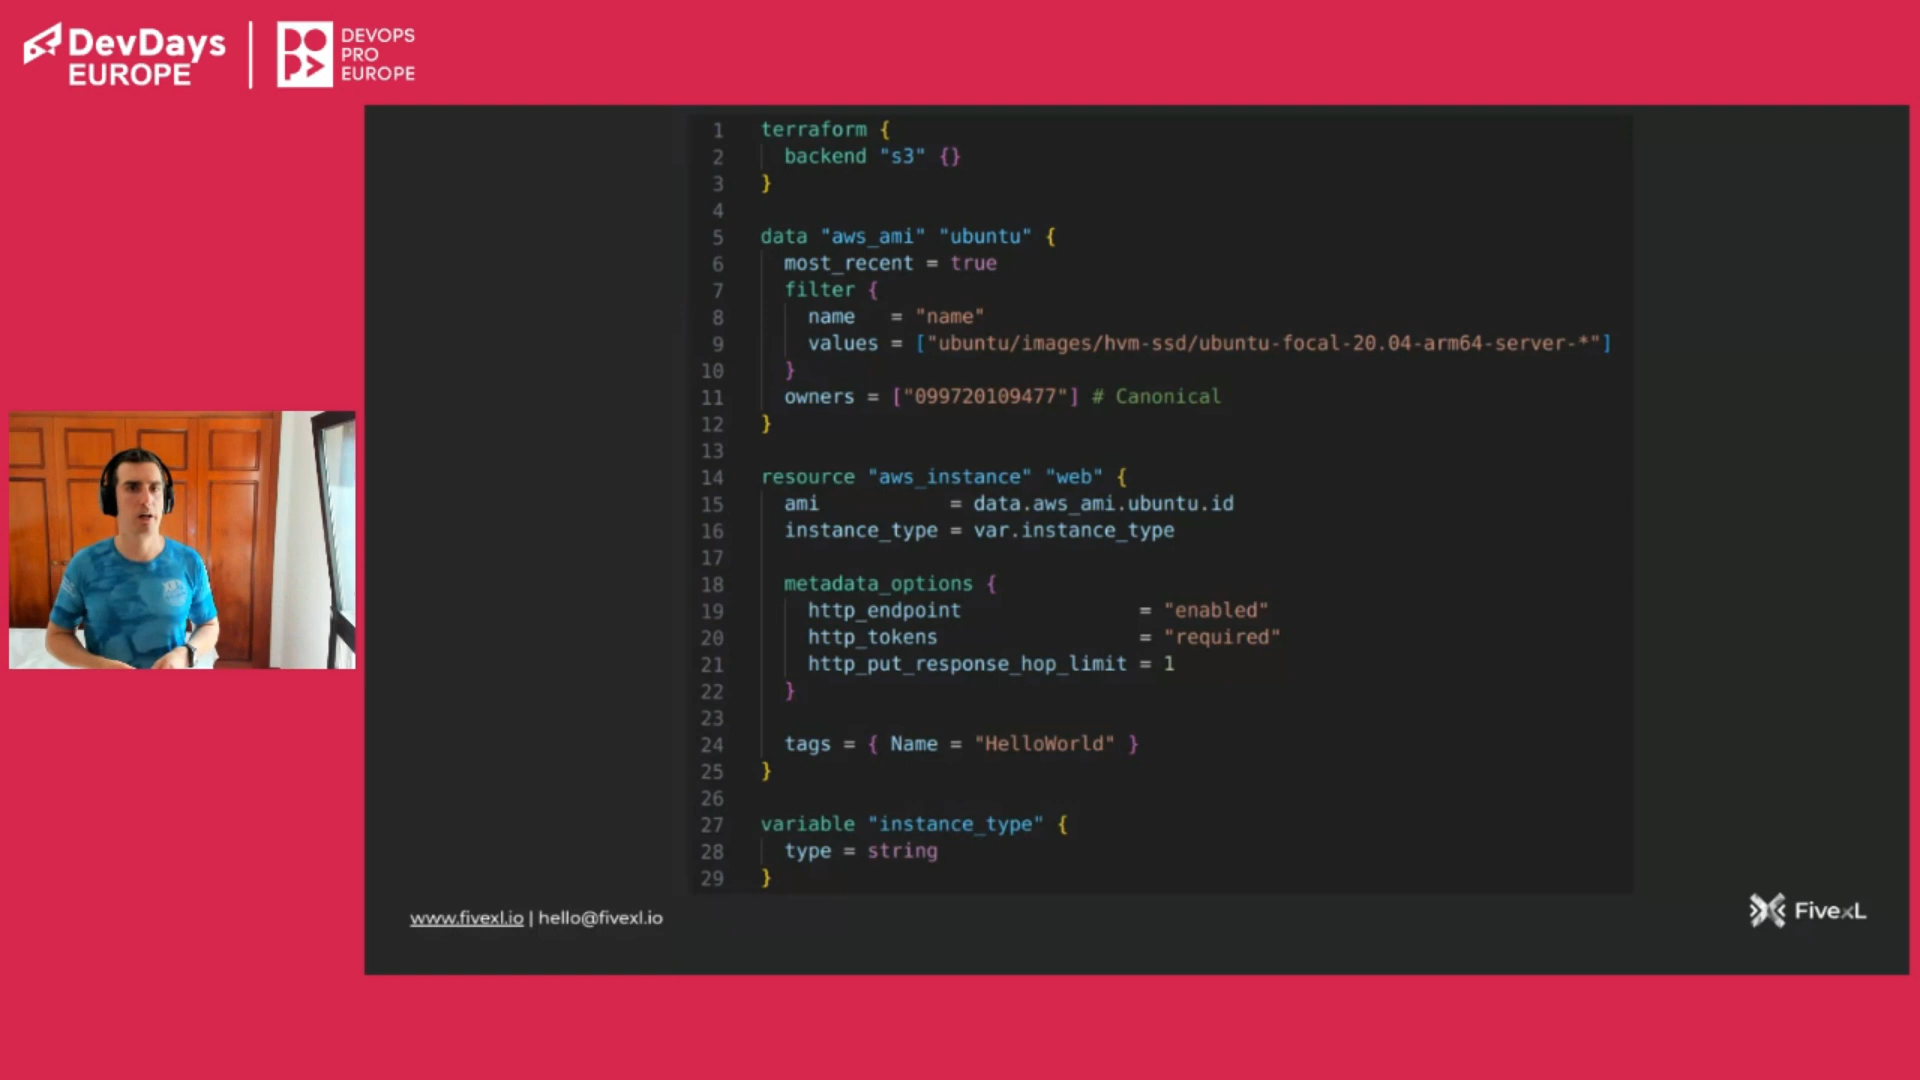 DevDays
EUROPE
DEVOPS
PRO
EUROPE
1 terraform {
2 backend "s3" {}
3 }
4
5 data "aws_ami" "ubuntu" {
6 most_recent = true
7 filter {
8 name = "name"
9 values = ["ubuntu/images/hvm-ssd/ubuntu-focal-20.04-arm64-server-*"]
10 }
11 owners = ["099720109477"] # Canonical
12 }
13
14 resource "aws_instance" "web" {
15 ami = data.aws_ami.ubuntu.id
16 instance_type = var.instance_type
17
18 metadata_options {
19 http_endpoint = "enabled"
20 http_tokens = "required"
21 http_put_response_hop_limit = 1
22 }
23
24 tags = { Name = "HelloWorld" }
25 }
26
27 variable "instance_type" {
28 type = string
29 }
www.fivexl.io | hello@fivexl.io
FivexL